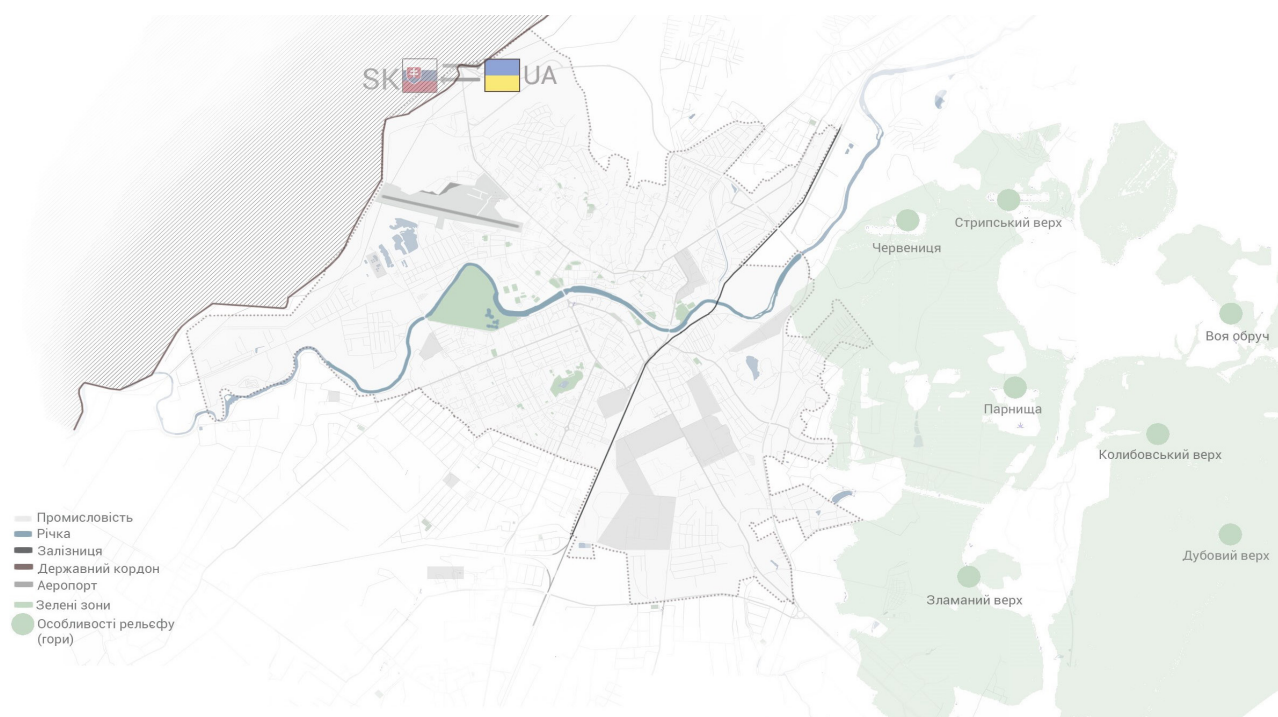 SK UA
Стрипський верх
Червениця
Воя обруч
Парнища
Колибовський верх
Дубовий верх
Зламаний верх
Промисловість
Річка
Залізниця
Державний кордон
Аеропорт
Зелені зони
Особливості рельєфу
(гори)